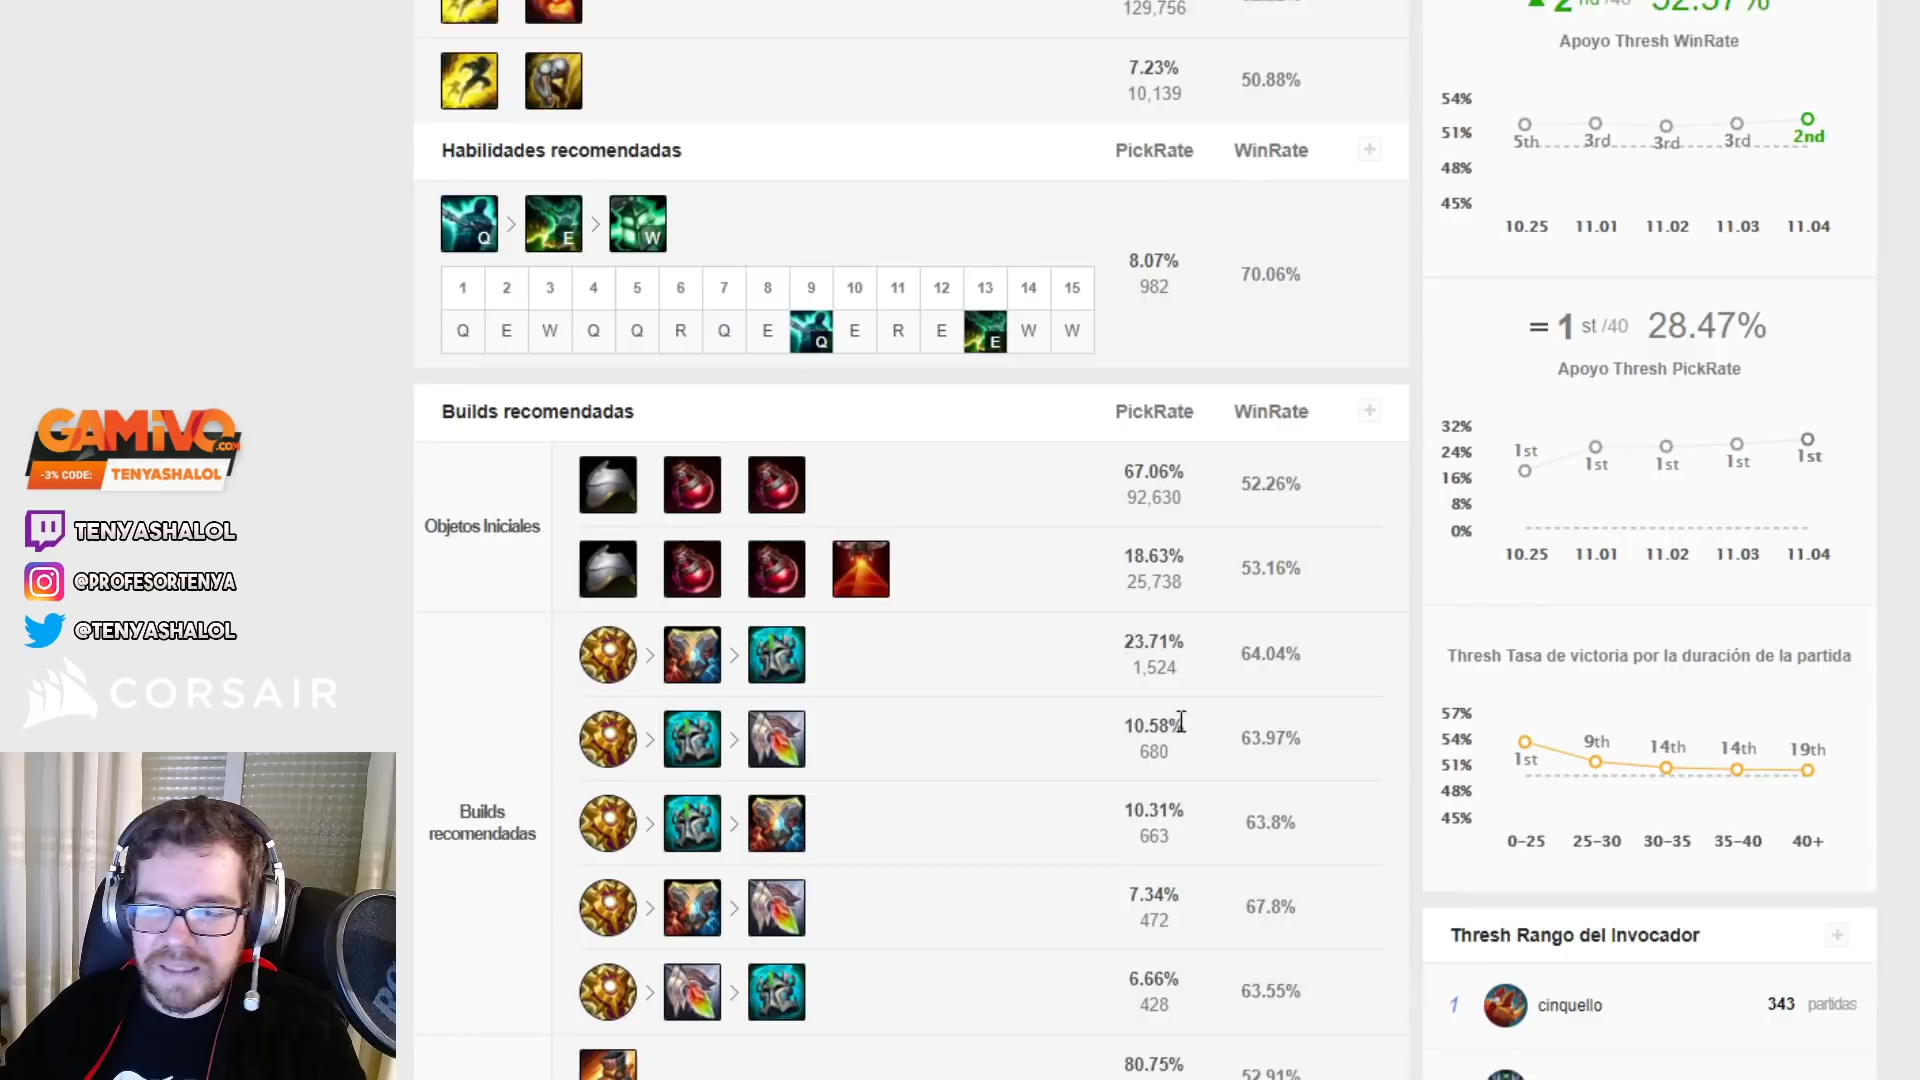 129,756
7.23%
10,139
50.88%
Habilidades recomendadas
PickRate
WinRate
+
Q
E
W
1 2 3 4 5 6 7 8 9 10 11 12 13 14 15
Q E W Q Q R Q E Q E R E E W W
8.07%
982
70.06%
Builds recomendadas
PickRate
WinRate
+
Objetos Iniciales
67.06%
92,630
52.26%
18.63%
25,738
53.16%
Builds
recomendadas
23.71%
1,524
64.04%
10.58%
680
63.97%
10.31%
663
63.8%
7.34%
472
67.8%
6.66%
428
63.55%
80.75%
52.91%
2 nd /40 52.57%
Apoyo Thresh WinRate
54%
51%
48%
45%
5th 3rd 3rd 3rd 2nd
10.25 11.01 11.02 11.03 11.04
= 1 st /40 28.47%
Apoyo Thresh PickRate
32%
24%
16%
8%
0%
1st 1st 1st 1st 1st
10.25 11.01 11.02 11.03 11.04
Thresh Tasa de victoria por la duración de la partida
57%
54%
51%
48%
45%
1st 9th 14th 14th 19th
0-25 25-30 30-35 35-40 40+
Thresh Rango del Invocador
+
1 cinquello 343 partidas
GAMIVO.COM
-3% CODE: TENYASHALOL
TENYASHALOL
@PROFESORTENYA
@TENYASHALOL
CORSAIR